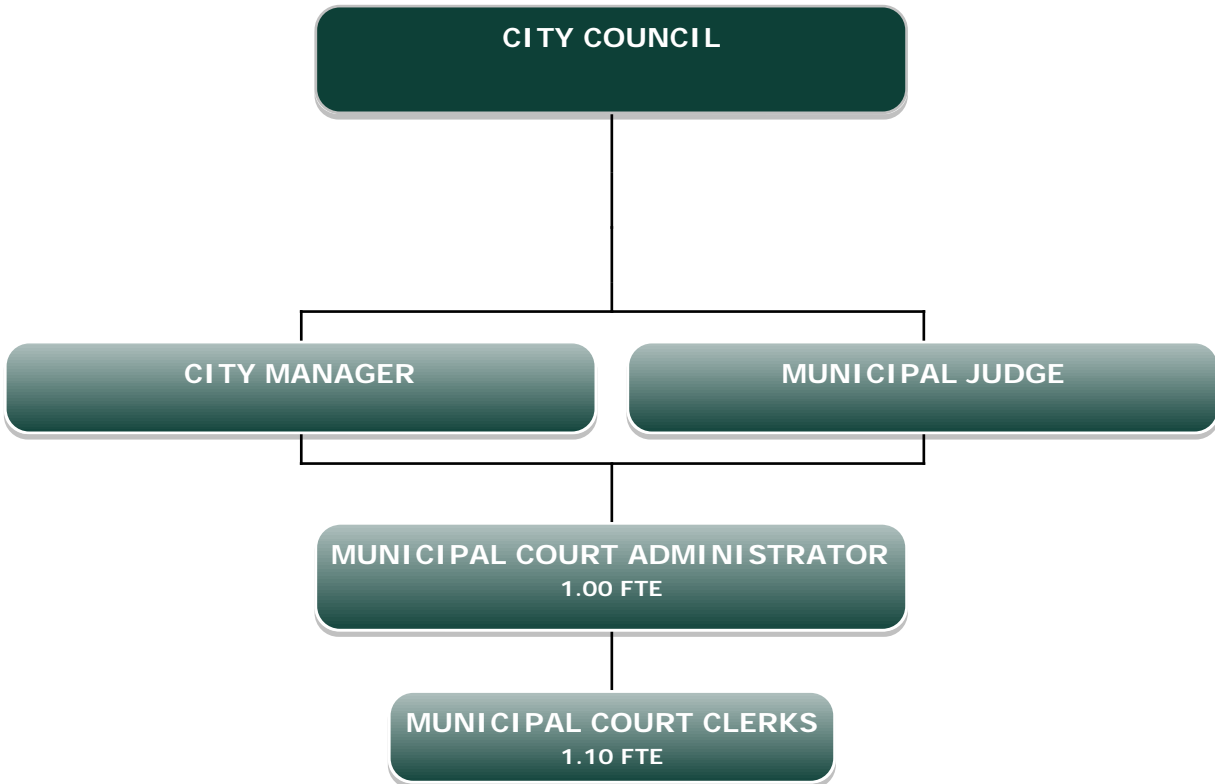 CITY COUNCIL
CITY MANAGER
MUNICIPAL JUDGE
MUNICIPAL COURT ADMINISTRATOR
1.00 FTE
MUNICIPAL COURT CLERKS
1.10 FTE